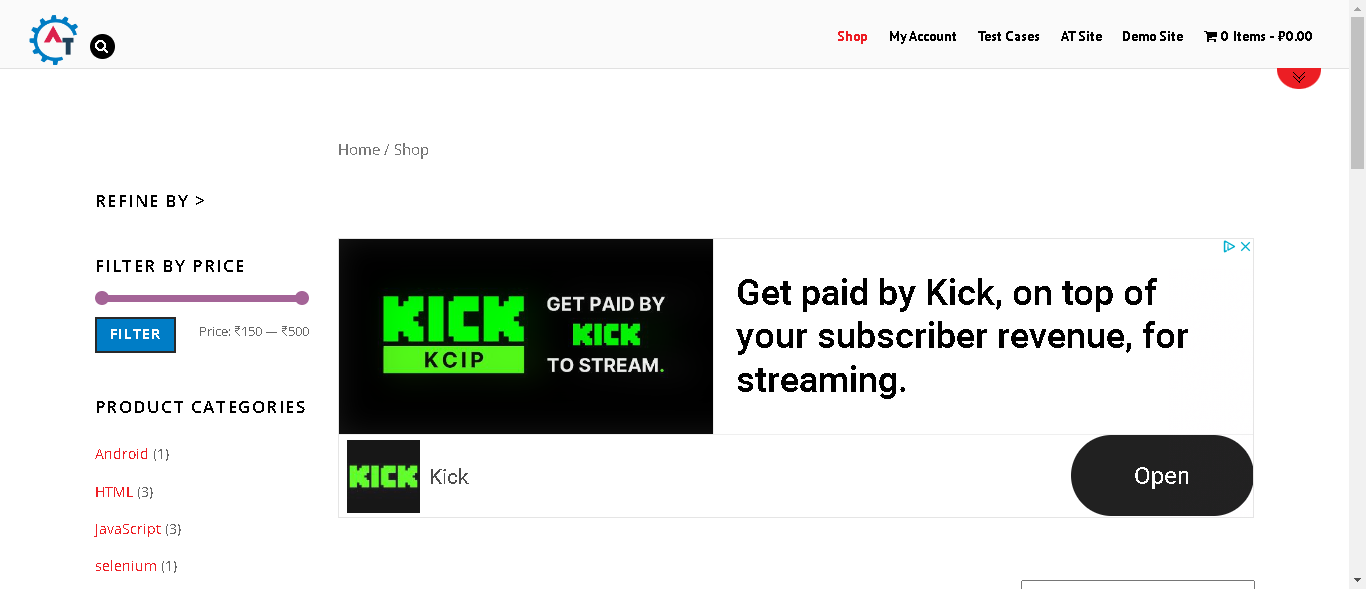 AT
Shop
My Account
Test Cases
AT Site
Demo Site
0 Items - ₽0.00
Home / Shop
REFINE BY >
FILTER BY PRICE
FILTER
Price: ₹150 — ₹500
PRODUCT CATEGORIES
Android (1)
HTML (3)
JavaScript (3)
selenium (1)
KICK
KCIP
GET PAID BY
KICK
TO STREAM.
Get paid by Kick, on top of
your subscriber revenue, for
streaming.
KICK
Kick
Open